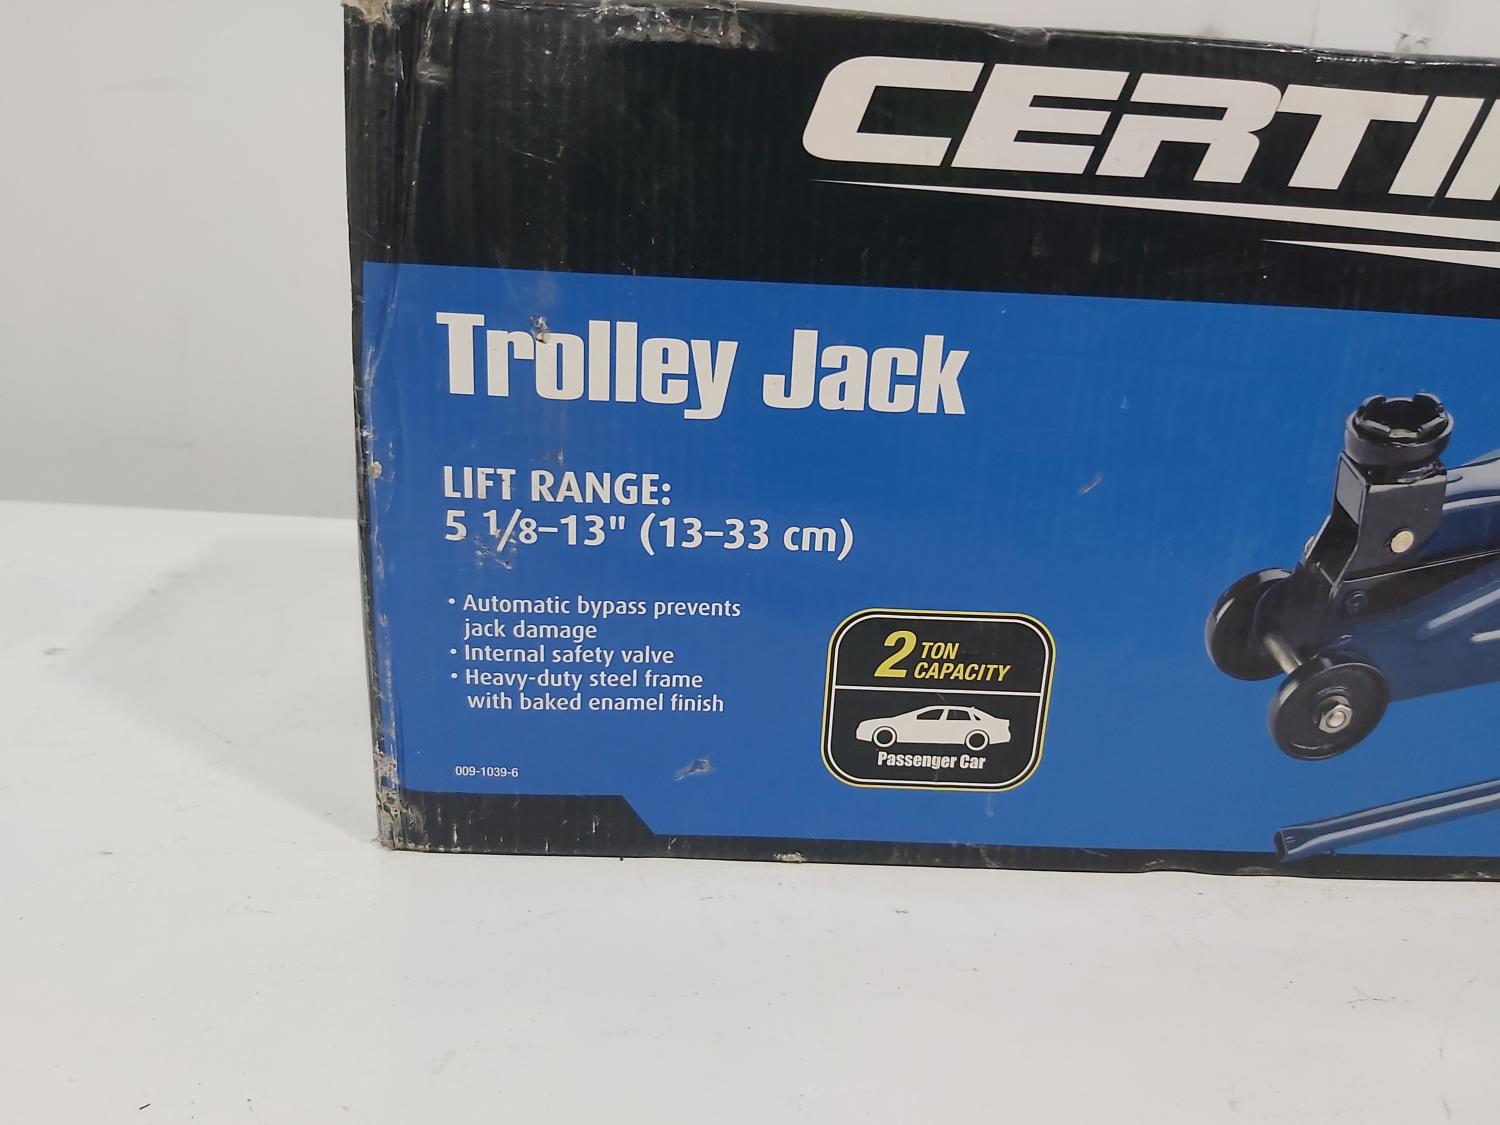 CERTI
Trolley Jack
LIFT RANGE:
5 1/8–13" (13–33 cm)
• Automatic bypass prevents
jack damage
• Internal safety valve
• Heavy-duty steel frame
with baked enamel finish
2 TON
CAPACITY
Passenger Car
009-1039-6